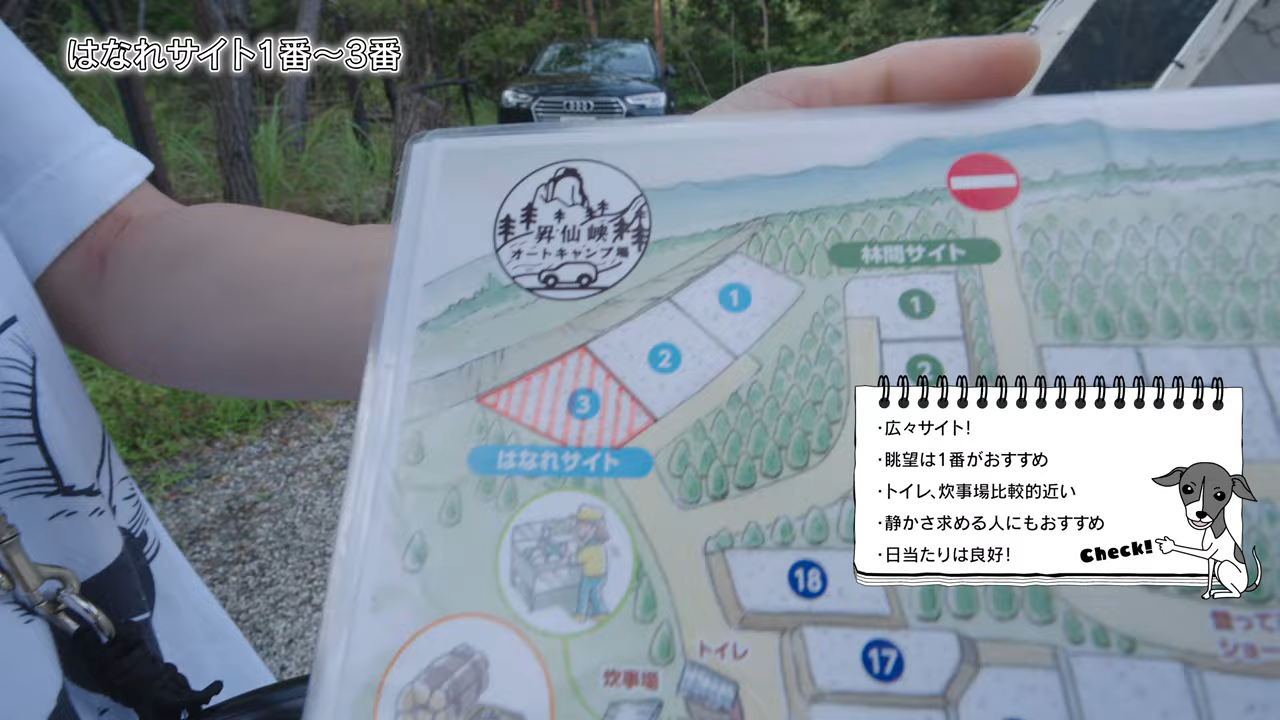 はなれサイト1番～3番
昇仙峡
オートキャンプ場
林間サイト
1
1
2
2
3
はなれサイト
・広々サイト!
・眺望は1番がおすすめ
・トイレ、炊事場比較的近い
・静かさ求める人にもおすすめ
・日当たりは良好!
Check!
18
17
トイレ
炊事場